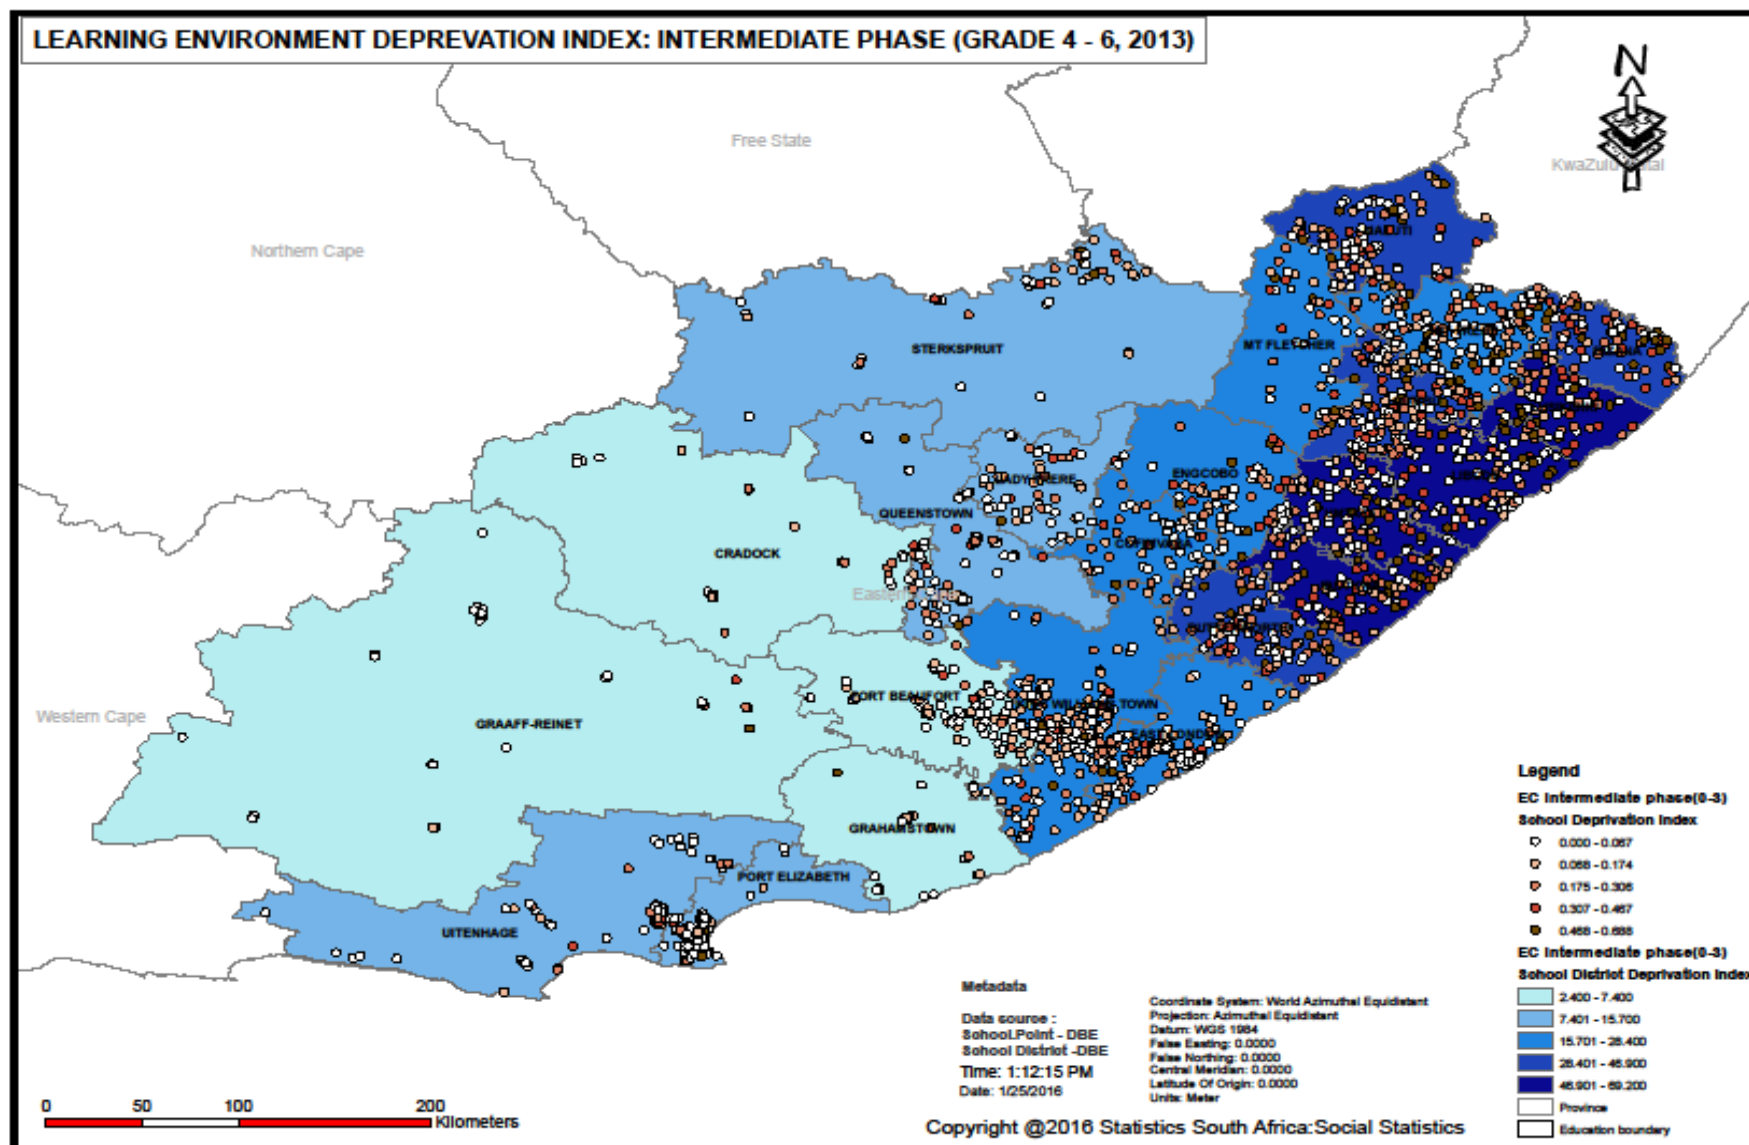 LEARNING ENVIRONMENT DEPREVATION INDEX: INTERMEDIATE PHASE (GRADE 4 - 6, 2013)
N
Free State
KwaZulu
Northern Cape
STERKSPRUIT
MT FLETCHER
ENGCOBO
QUEENSTOWN
CRADOCK
Eastern
FORT BEAUFORT
KING WILLIAMS TOWN
Western Cape
GRAAFF-REINET
EAST LONDON
GRAHAMSTOWN
PORT ELIZABETH
UITENHAGE
Legend
EC Intermediate phase(0-3)
School Deprivation Index
0.000 - 0.067
0.068 - 0.174
0.175 - 0.306
0.307 - 0.467
0.468 - 0.688
EC Intermediate phase(0-3)
School District Deprivation Index
2.400 - 7.400
7.401 - 15.700
15.701 - 28.400
28.401 - 46.900
46.901 - 69.200
Province
Education boundary
Metadata
Data source :
School.Point - DBE
School District -DBE
Time: 1:12:15 PM
Date: 1/25/2016
Coordinate System: World Azimuthal Equidistant
Projection: Azimuthal Equidistant
Datum: WGS 1984
False Easting: 0.0000
False Northing: 0.0000
Central Meridian: 0.0000
Latitude Of Origin: 0.0000
Units: Meter
0 50 100 200
Kilometers
Copyright @2016 Statistics South Africa:Social Statistics